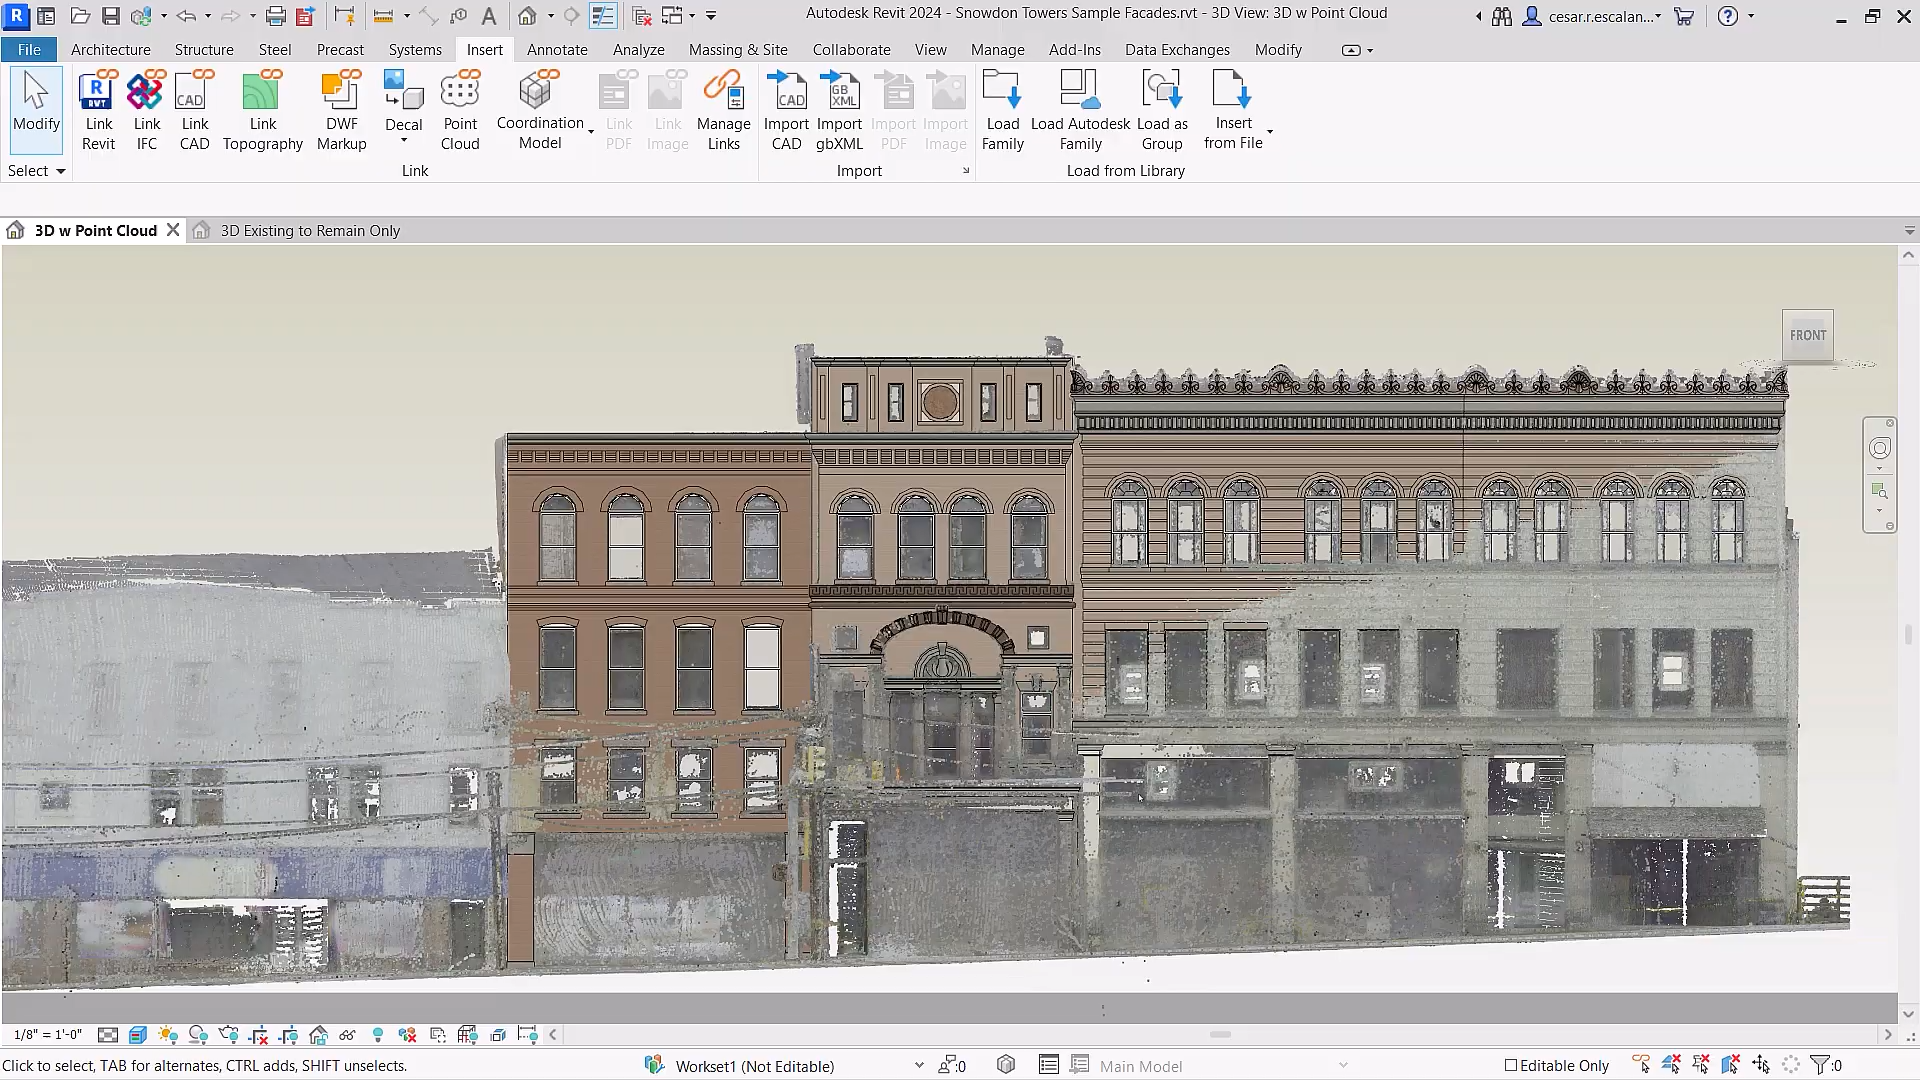 Autodesk Revit 2024 - Snowdon Towers Sample Facades.rvt - 3D View: 3D w Point Cloud
cesar.r.escalan...
File Architecture Structure Steel Precast Systems Insert Annotate Analyze Massing & Site Collaborate View Manage Add-Ins Data Exchanges Modify
Modify
Link Revit
Link IFC
Link CAD
Link Topography
DWF Markup
Decal
Point Cloud
Coordination Model
Link PDF
Link Image
Manage Links
Import CAD
Import gbXML
Import PDF
Import Image
Load Family
Load Autodesk Family
Load as Group
Insert from File
Select
Link
Import
Load from Library
3D w Point Cloud
3D Existing to Remain Only
FRONT
1/8" = 1'-0"
Click to select, TAB for alternates, CTRL adds, SHIFT unselects.
Workset1 (Not Editable)
:0
Main Model
Editable Only
:0